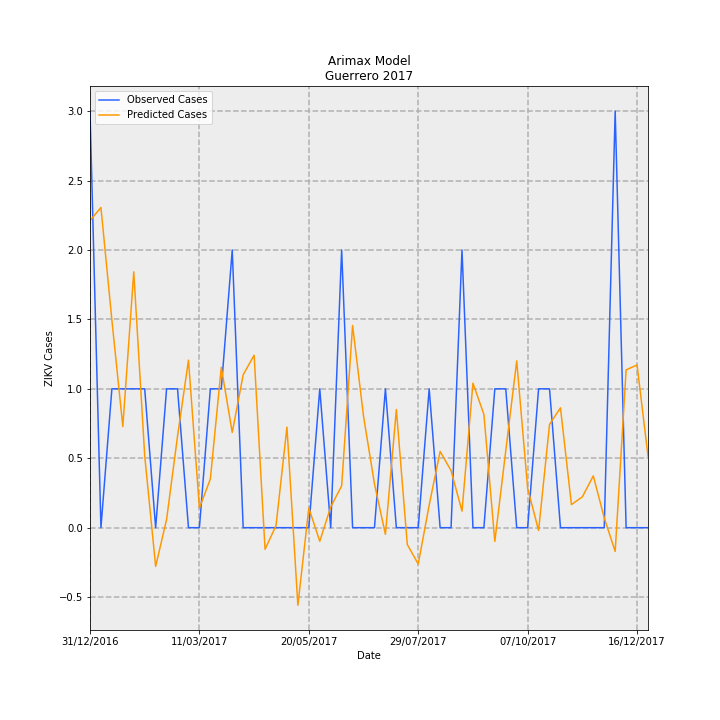 Arimax Model
Guerrero 2017
Observed Cases
Predicted Cases
3.0
2.5
2.0
1.5
1.0
0.5
0.0
−0.5
ZIKV Cases
31/12/2016 11/03/2017 20/05/2017 29/07/2017 07/10/2017 16/12/2017
Date